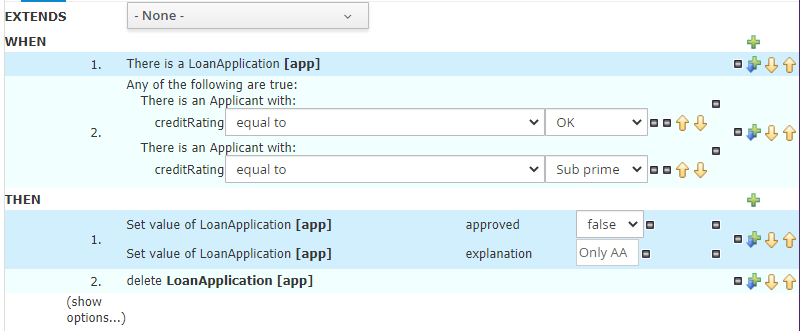 EXTENDS - None -
WHEN
1. There is a LoanApplication [app]
Any of the following are true:
There is an Applicant with:
creditRating equal to OK
2.
There is an Applicant with:
creditRating equal to Sub prime
THEN
Set value of LoanApplication [app] approved false
1.
Set value of LoanApplication [app] explanation Only AA
2. delete LoanApplication [app]
(show
options...)